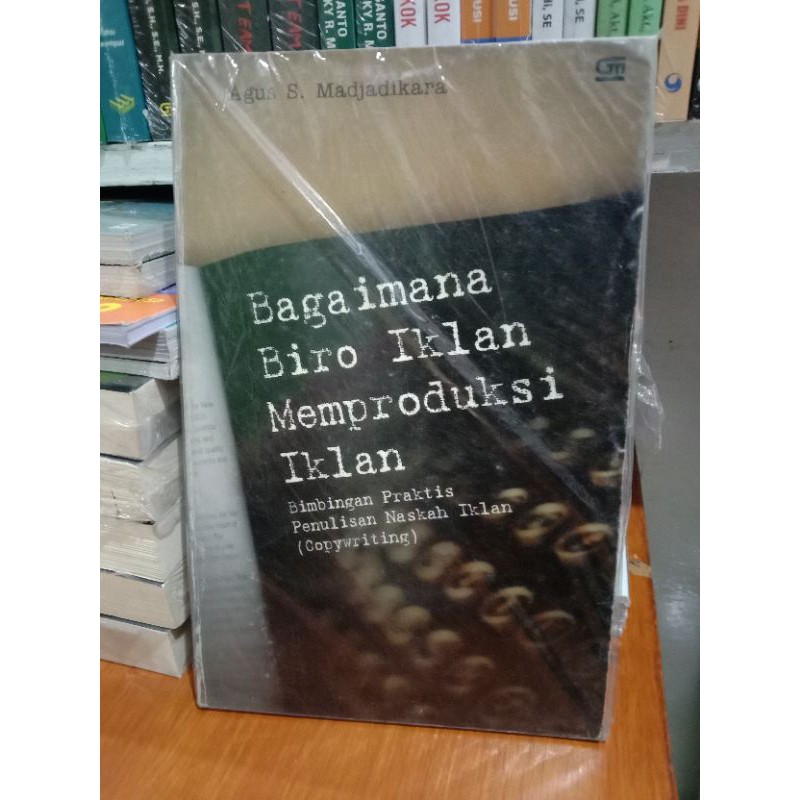 Agus S. Madjadikara
Bagaimana
Biro Iklan
Memproduksi
Iklan
Bimbingan Praktis
Penulisan Naskah Iklan
(Copywriting)